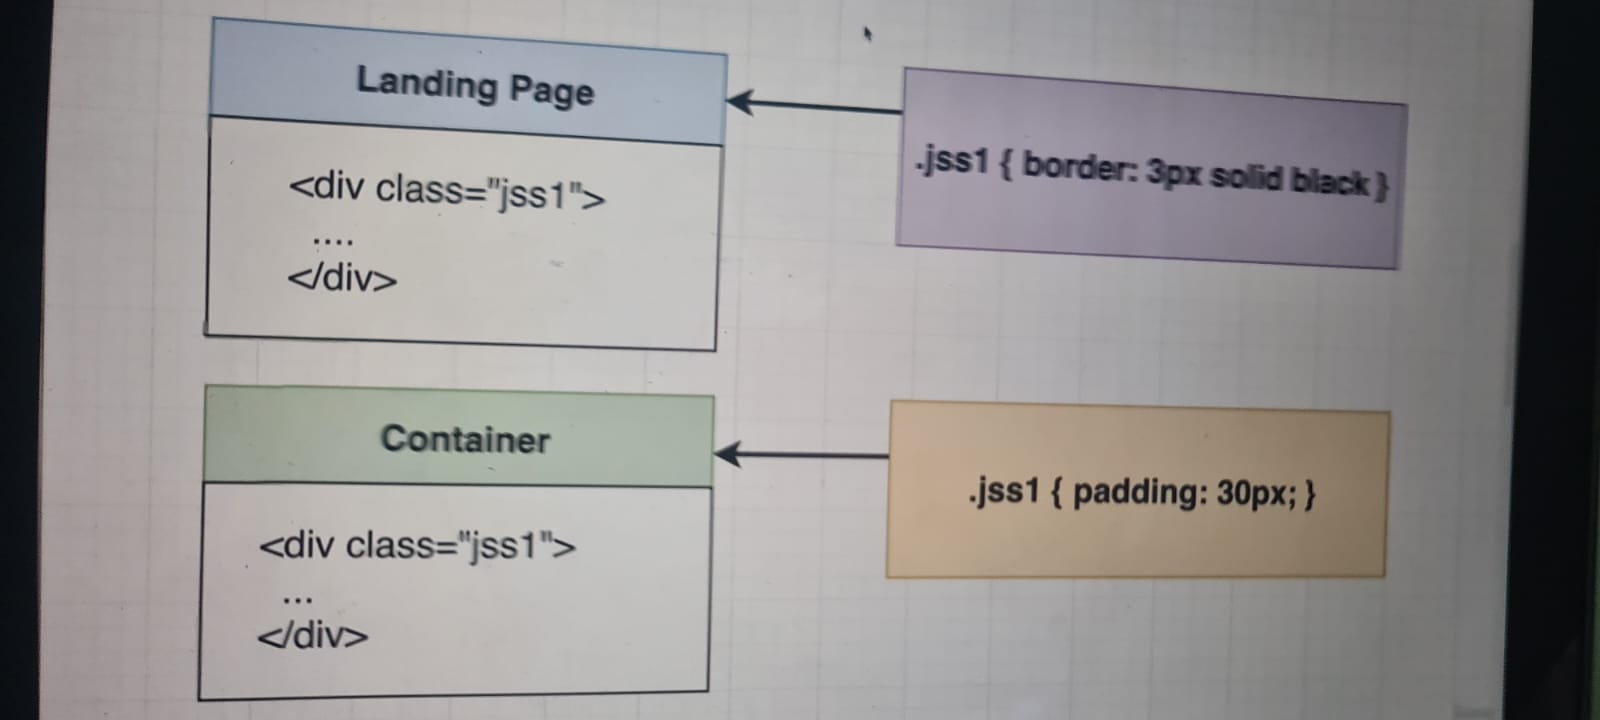 Landing Page
.jss1 { border: 3px solid black }
<div class="jss1">
....
</div>
Container
.jss1 { padding: 30px; }
<div class="jss1">
...
</div>